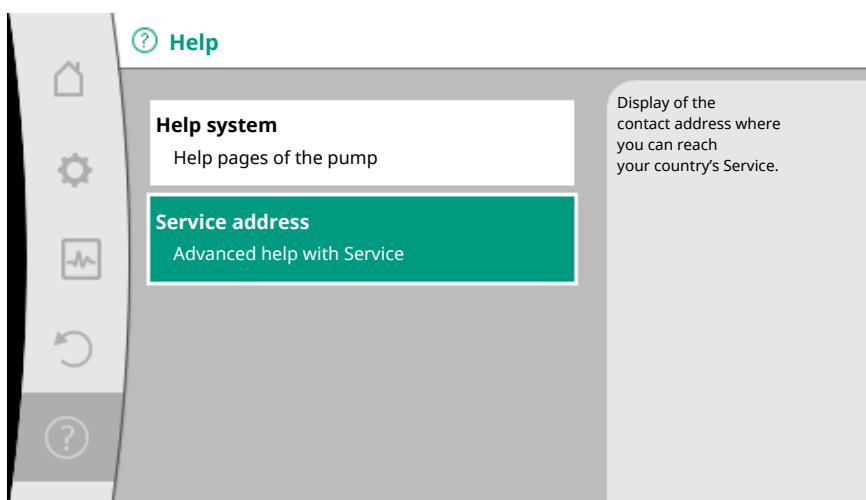 Help
Help system
Help pages of the pump
Service address
Advanced help with Service
Display of the
contact address where
you can reach
your country’s Service.